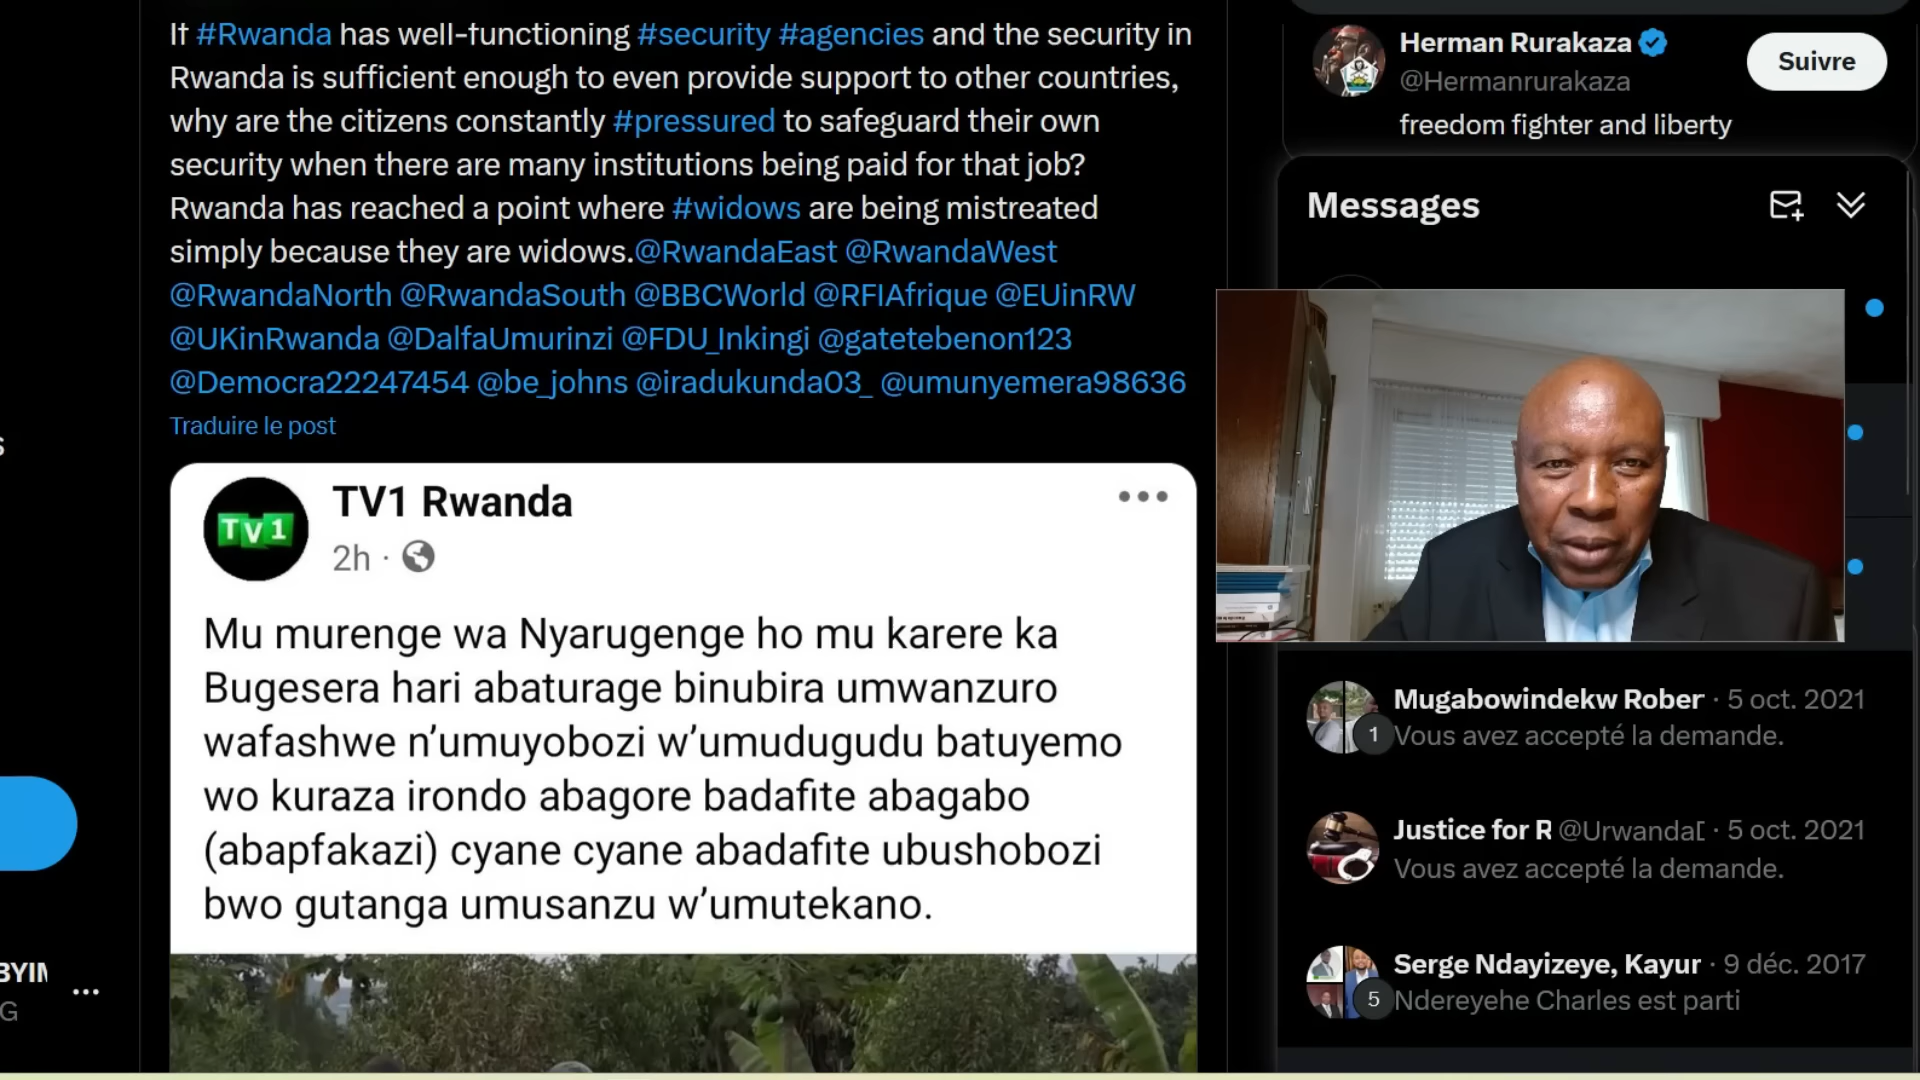 If #Rwanda has well-functioning #security #agencies and the security in
Rwanda is sufficient enough to even provide support to other countries,
why are the citizens constantly #pressured to safeguard their own
security when there are many institutions being paid for that job?
Rwanda has reached a point where #widows are being mistreated
simply because they are widows.@RwandaEast @RwandaWest
@RwandaNorth @RwandaSouth @BBCWorld @RFIAfrique @EUinRW
@UKinRwanda @DalfaUmurinzi @FDU_Inkingi @gatetebenon123
@Democra22247454 @be_johns @iradukunda03_ @umunyemera98636
Traduire le post
TV1
TV1 Rwanda
2h ·
Mu murenge wa Nyarugenge ho mu karere ka
Bugesera hari abaturage binubira umwanzuro
wafashwe n’umuyobozi w’umudugudu batuyemo
wo kuraza irondo abagore badafite abagabo
(abapfakazi) cyane cyane abadafite ubushobozi
bwo gutanga umusanzu w’umutekano.
G
Herman Rurakaza
@Hermanrurakaza
Suivre
freedom fighter and liberty
Messages
Mugabowindekw Rober · 5 oct. 2021
1 Vous avez accepté la demande.
Justice for R @Urwanda · 5 oct. 2021
Vous avez accepté la demande.
Serge Ndayizeye, Kayur · 9 déc. 2017
5 Ndereyehe Charles est parti